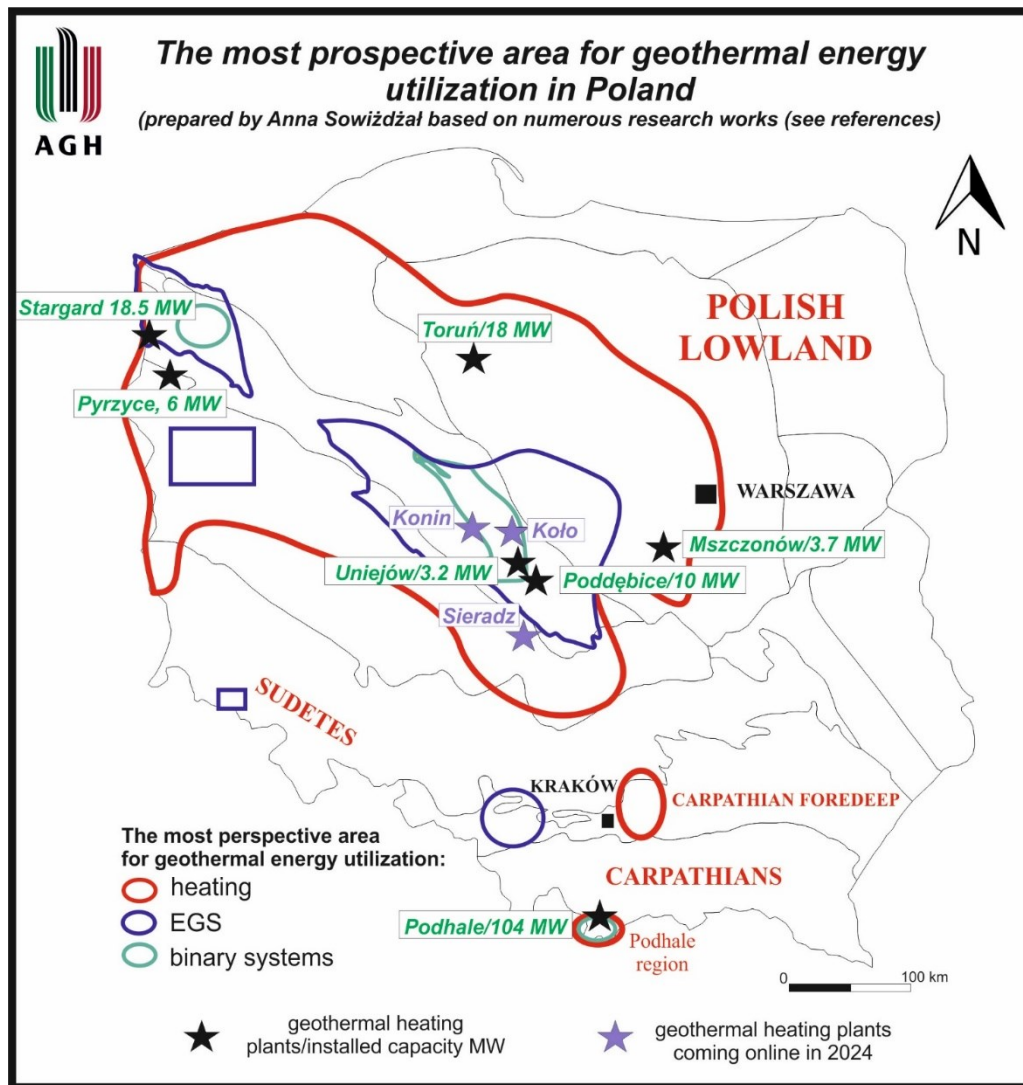 AGH
The most prospective area for geothermal energy
utilization in Poland
(prepared by Anna Sowiżdżał based on numerous research works (see references)
N
Stargard 18.5 MW
Toruń/18 MW
POLISH
LOWLAND
Pyrzyce, 6 MW
WARSZAWA
Konin
Koło
Mszczonów/3.7 MW
Uniejów/3.2 MW
Poddębice/10 MW
Sieradz
SUDETES
KRAKÓW
CARPATHIAN FOREDEEP
The most perspective area
for geothermal energy utilization:
heating
EGS
binary systems
CARPATHIANS
Podhale/104 MW
Podhale
region
0 100 km
geothermal heating
plants/installed capacity MW
geothermal heating plants
coming online in 2024